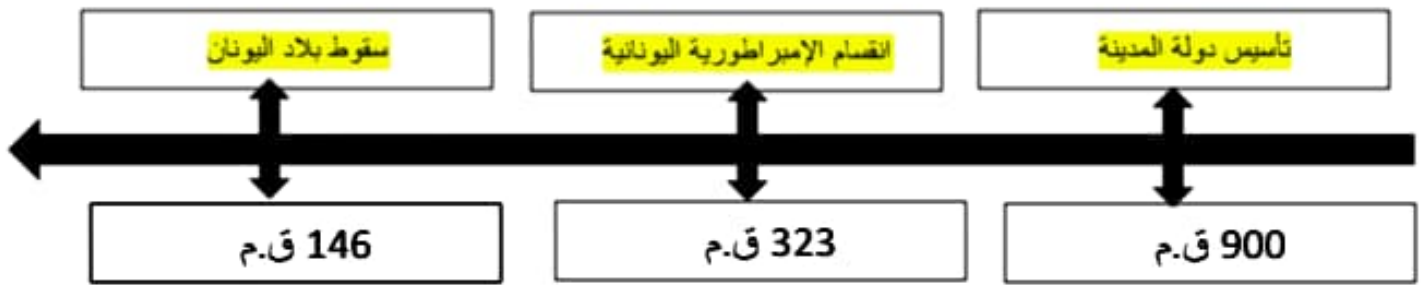 تأسيس دولة المدينة
انقسام الإمبراطورية اليونانية
سقوط بلاد اليونان
900 ق.م
323 ق.م
146 ق.م